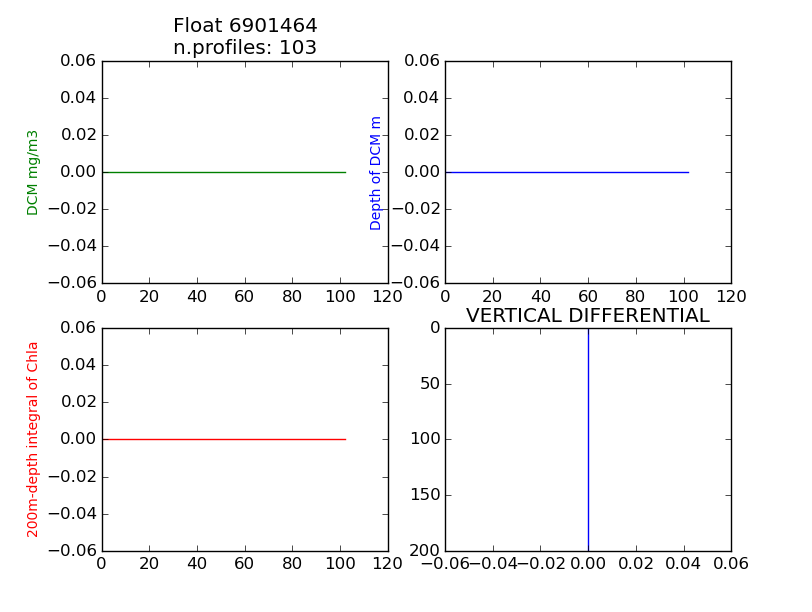 Float 6901464
n.profiles: 103
DCM mg/m3
0.06
0.04
0.02
0.00
−0.02
−0.04
−0.06
0 20 40 60 80 100 120
Depth of DCM m
0.06
0.04
0.02
0.00
−0.02
−0.04
−0.06
0 20 40 60 80 100 120
200m-depth integral of Chla
0.06
0.04
0.02
0.00
−0.02
−0.04
−0.06
0 20 40 60 80 100 120
VERTICAL DIFFERENTIAL
0
50
100
150
200
−0.06 −0.04 −0.02 0.00 0.02 0.04 0.06